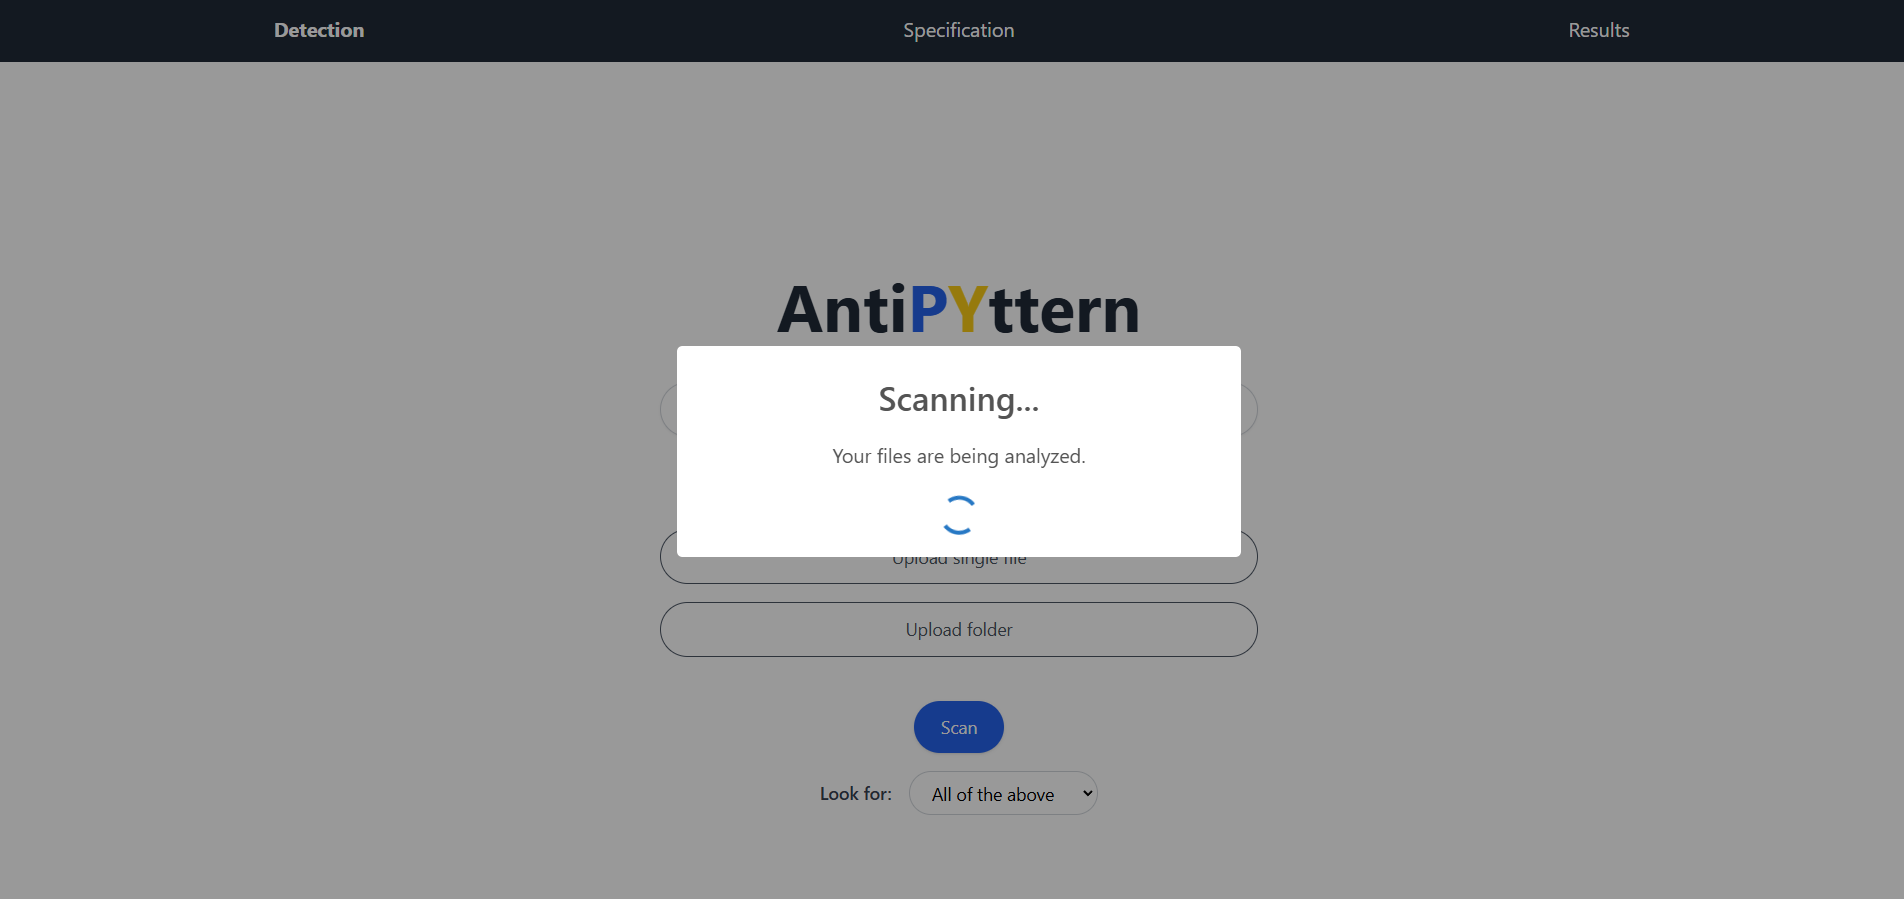 Detection Specification Results
AntiPYttern
Scanning...
Your files are being analyzed.
Upload single file
Upload folder
Scan
Look for: All of the above